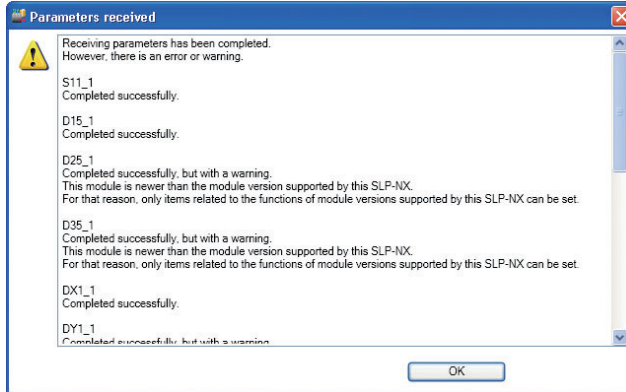 Parameters received
Receiving parameters has been completed.
However, there is an error or warning.
S11_1
Completed successfully.
D15_1
Completed successfully.
D25_1
Completed successfully, but with a warning.
This module is newer than the module version supported by this SLP-NX.
For that reason, only items related to the functions of module versions supported by this SLP-NX can be set.
D35_1
Completed successfully, but with a warning.
This module is newer than the module version supported by this SLP-NX.
For that reason, only items related to the functions of module versions supported by this SLP-NX can be set.
DX1_1
Completed successfully.
DY1_1
Completed successfully, but with a warning.
OK